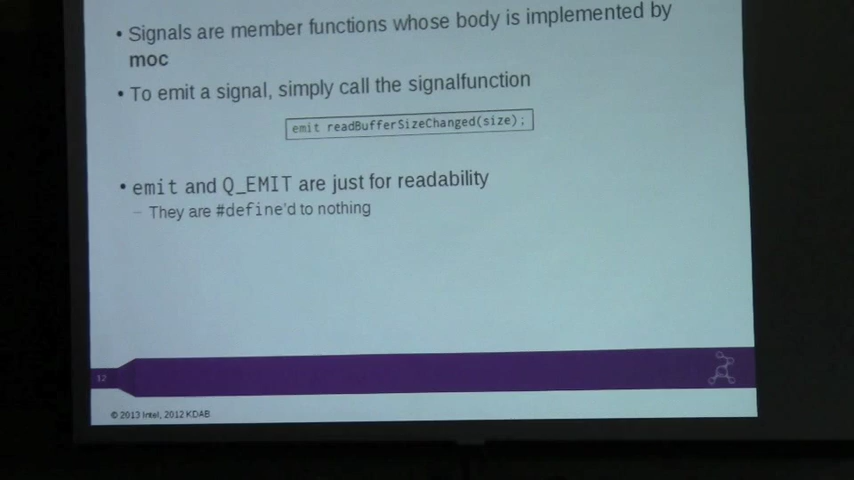 • Signals are member functions whose body is implemented by
moc
• To emit a signal, simply call the signalfunction
emit readBufferSizeChanged(size);
• emit and Q_EMIT are just for readability
– They are #define'd to nothing
12
© 2013 Intel, 2012 KDAB